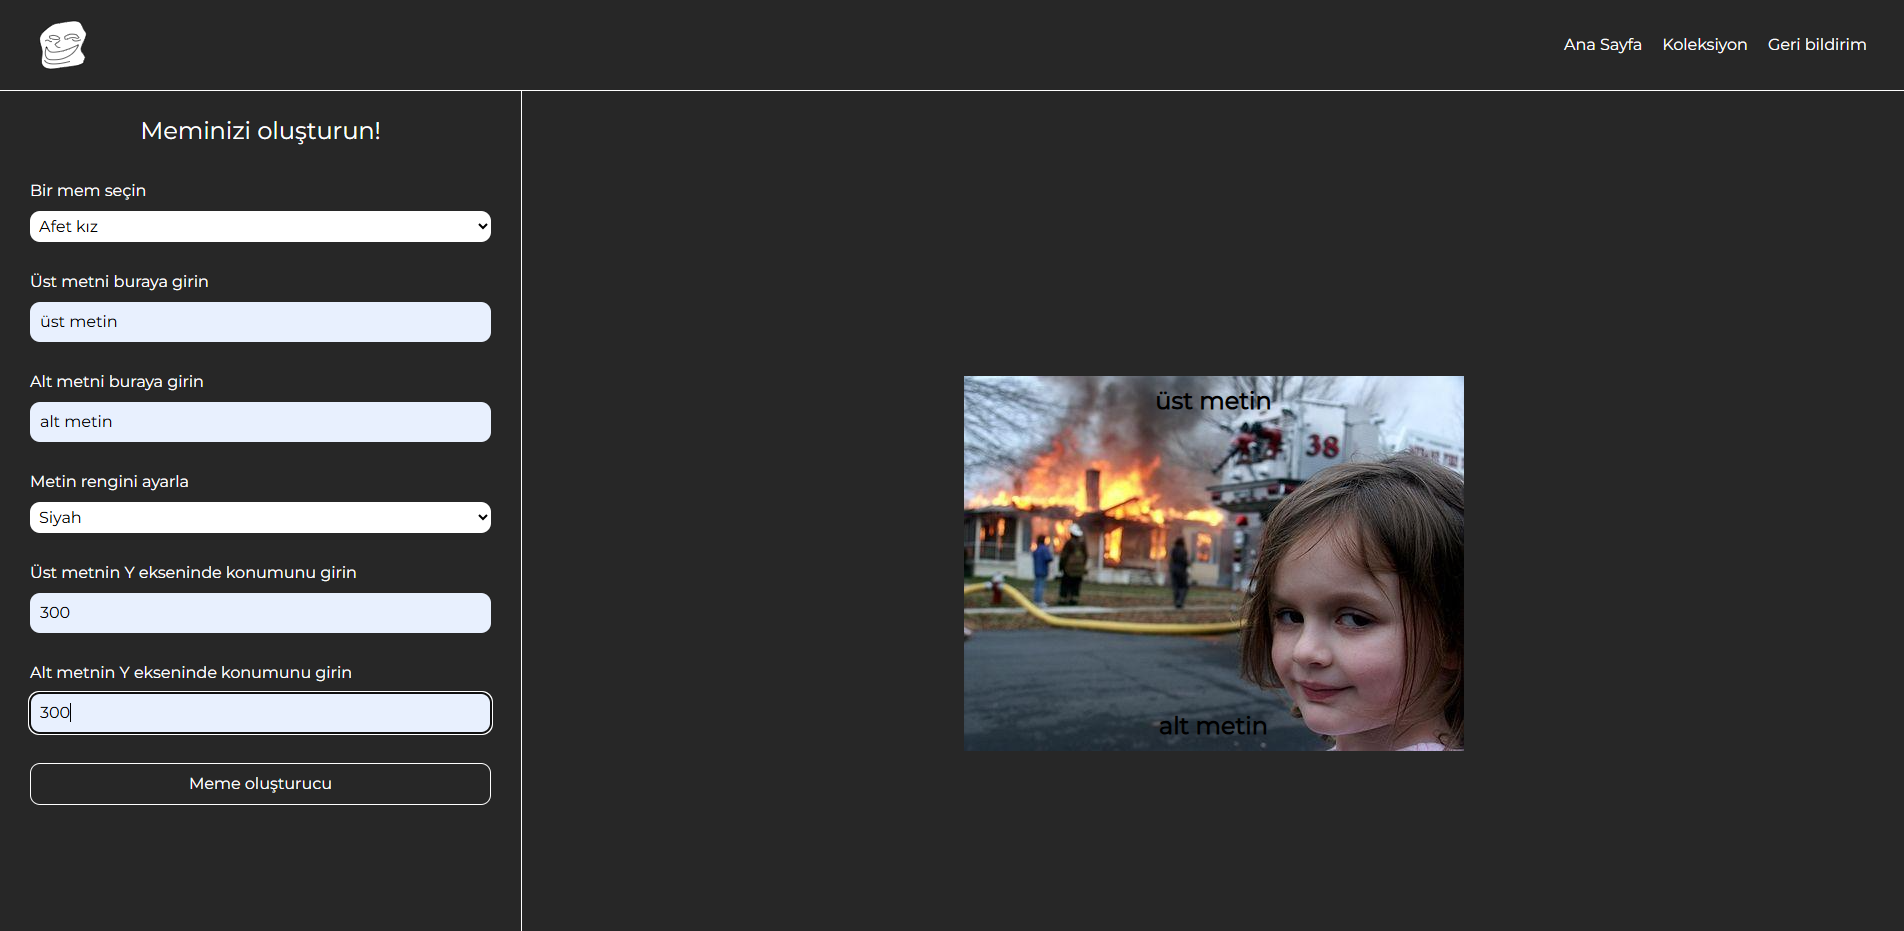 Ana Sayfa Koleksiyon Geri bildirim
Meminizi oluşturun!
Bir mem seçin
Afet kız
Üst metni buraya girin
üst metin
Alt metni buraya girin
alt metin
Metin rengini ayarla
Siyah
Üst metnin Y ekseninde konumunu girin
300
Alt metnin Y ekseninde konumunu girin
300
Meme oluşturucu
üst metin
38
alt metin